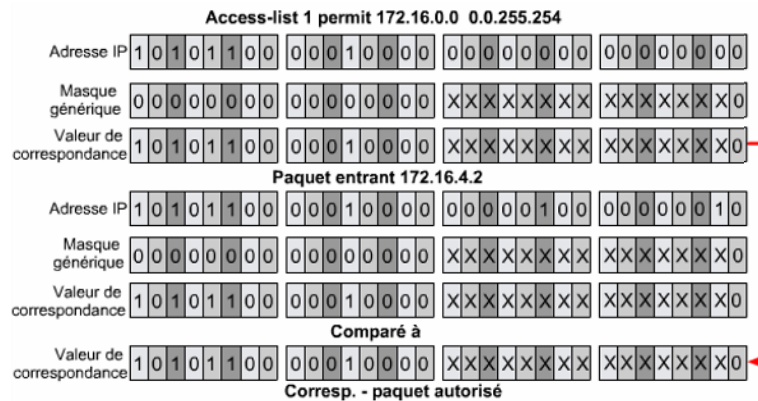 Access-list 1 permit 172.16.0.0 0.0.255.254
Adresse IP 1 0 1 0 1 1 0 0 0 0 0 1 0 0 0 0 0 0 0 0 0 0 0 0 0 0 0 0 0 0 0 0
Masque
générique 0 0 0 0 0 0 0 0 0 0 0 0 0 0 0 0 X X X X X X X X X X X X X X X 0
Valeur de
correspondance 1 0 1 0 1 1 0 0 0 0 0 1 0 0 0 0 X X X X X X X X X X X X X X X 0
Paquet entrant 172.16.4.2
Adresse IP 1 0 1 0 1 1 0 0 0 0 0 1 0 0 0 0 0 0 0 0 0 1 0 0 0 0 0 0 0 0 1 0
Masque
générique 0 0 0 0 0 0 0 0 0 0 0 0 0 0 0 0 X X X X X X X X X X X X X X X 0
Valeur de
correspondance 1 0 1 0 1 1 0 0 0 0 0 1 0 0 0 0 X X X X X X X X X X X X X X X 0
Comparé à
Valeur de
correspondance 1 0 1 0 1 1 0 0 0 0 0 1 0 0 0 0 X X X X X X X X X X X X X X X 0
Corresp. - paquet autorisé